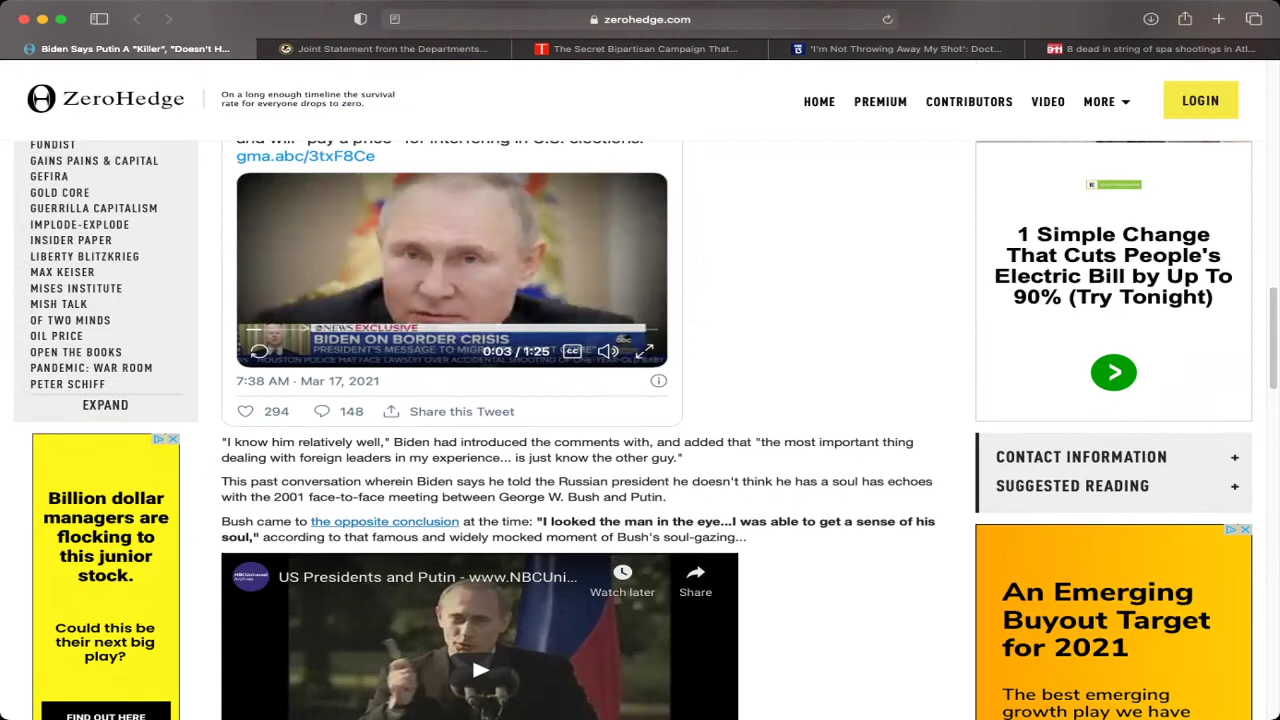 zerohedge.com
Biden Says Putin A "Killer", "Doesn't H...
Joint Statement from the Departments...
The Secret Bipartisan Campaign That...
'I'm Not Throwing Away My Shot': Doct...
8 dead in string of spa shootings in Atl...
ZeroHedge
On a long enough timeline the survival
rate for everyone drops to zero.
HOME
PREMIUM
CONTRIBUTORS
VIDEO
MORE
LOGIN
FUNDIST
GAINS PAINS & CAPITAL
GEFIRA
GOLD CORE
GUERRILLA CAPITALISM
IMPLODE-EXPLODE
INSIDER PAPER
LIBERTY BLITZKRIEG
MAX KEISER
MISES INSTITUTE
MISH TALK
OF TWO MINDS
OIL PRICE
OPEN THE BOOKS
PANDEMIC: WAR ROOM
PETER SCHIFF
EXPAND
Billion dollar
managers are
flocking to
this junior
stock.
Could this be
their next big
play?
FIND OUT HERE
and will "pay a price" for interfering in U.S. elections.
gma.abc/3txF8Ce
NEWS EXCLUSIVE
BIDEN ON BORDER CRISIS
abc
0:03 / 1:25
7:38 AM · Mar 17, 2021
294
148
Share this Tweet
"I know him relatively well," Biden had introduced the comments with, and added that "the most important thing
dealing with foreign leaders in my experience... is just know the other guy."
This past conversation wherein Biden says he told the Russian president he doesn't think he has a soul has echoes
with the 2001 face-to-face meeting between George W. Bush and Putin.
Bush came to the opposite conclusion at the time: "I looked the man in the eye...I was able to get a sense of his
soul," according to that famous and widely mocked moment of Bush's soul-gazing...
NBCUniversal
Archives
US Presidents and Putin - www.NBCUni...
Watch later
Share
1 Simple Change
That Cuts People's
Electric Bill by Up To
90% (Try Tonight)
>
CONTACT INFORMATION +
SUGGESTED READING +
An Emerging
Buyout Target
for 2021
The best emerging
growth play we have